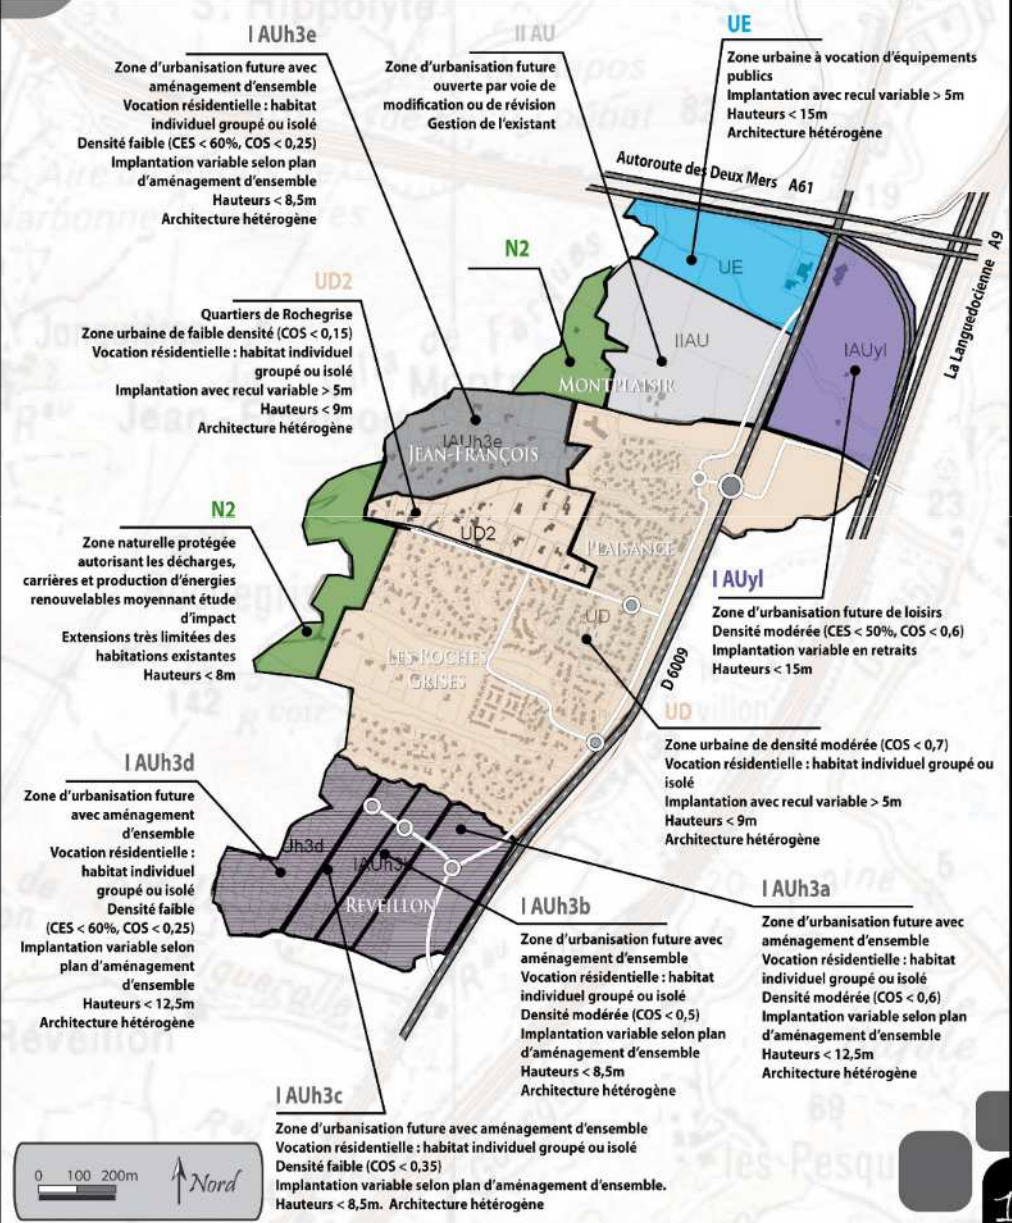 I AUh3e
Zone d'urbanisation future avec
aménagement d'ensemble
Vocation résidentielle : habitat
individuel groupé ou isolé
Densité faible (CES < 60%, COS < 0,25)
Implantation variable selon plan
d'aménagement d'ensemble
Hauteurs < 8,5m
Architecture hétérogène
II AU
Zone d'urbanisation future
ouverte par voie de
modification ou de révision
Gestion de l'existant
UE
Zone urbaine à vocation d'équipements
publics
Implantation avec recul variable > 5m
Hauteurs < 15m
Architecture hétérogène
Autoroute des Deux Mers A61
La Languedocienne A9
N2
UD2
Quartiers de Rochegrise
Zone urbaine de faible densité (COS < 0,15)
Vocation résidentielle : habitat individuel
groupé ou isolé
Implantation avec recul variable > 5m
Hauteurs < 9m
Architecture hétérogène
UE
IIAU
IAUyl
MONTPLAISIR
IAUh3e
JEAN-FRANÇOIS
UD2
PLAISANCE
UD
LES ROCHES
GRISES
D 6009
N2
Zone naturelle protégée
autorisant les décharges,
carrières et production d'énergies
renouvelables moyennant étude
d'impact
Extensions très limitées des
habitations existantes
Hauteurs < 8m
I AUyl
Zone d'urbanisation future de loisirs
Densité modérée (CES < 50%, COS < 0,6)
Implantation variable en retraits
Hauteurs < 15m
UD
Zone urbaine de densité modérée (COS < 0,7)
Vocation résidentielle : habitat individuel groupé ou
isolé
Implantation avec recul variable > 5m
Hauteurs < 9m
Architecture hétérogène
I AUh3d
Zone d'urbanisation future
avec aménagement
d'ensemble
Vocation résidentielle :
habitat individuel
groupé ou isolé
Densité faible
(CES < 60%, COS < 0,25)
Implantation variable selon
plan d'aménagement
d'ensemble
Hauteurs < 12,5m
Architecture hétérogène
Uh3d
IAUh3
REVEILLON
I AUh3b
Zone d'urbanisation future avec
aménagement d'ensemble
Vocation résidentielle : habitat
individuel groupé ou isolé
Densité modérée (COS < 0,5)
Implantation variable selon plan
d'aménagement d'ensemble
Hauteurs < 8,5m
Architecture hétérogène
I AUh3a
Zone d'urbanisation future avec
aménagement d'ensemble
Vocation résidentielle : habitat
individuel groupé ou isolé
Densité modérée (COS < 0,6)
Implantation variable selon plan
d'aménagement d'ensemble
Hauteurs < 12,5m
Architecture hétérogène
I AUh3c
Zone d'urbanisation future avec aménagement d'ensemble
Vocation résidentielle : habitat individuel groupé ou isolé
Densité faible (COS < 0,35)
Implantation variable selon plan d'aménagement d'ensemble.
Hauteurs < 8,5m. Architecture hétérogène
0 100 200m
Nord
1